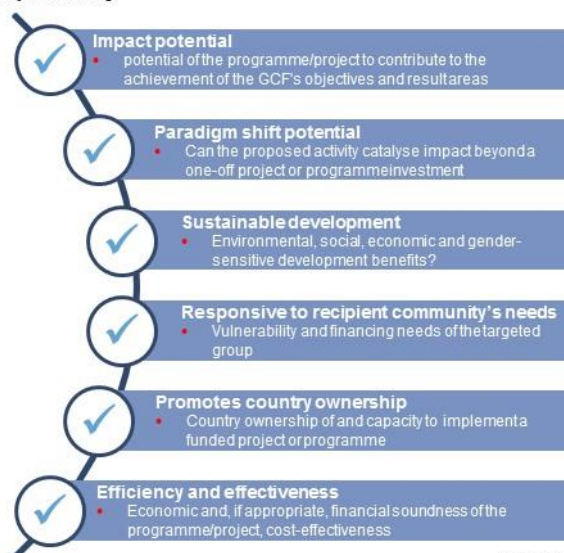 Impact potential
• potential of the programme/project to contribute to the
achievement of the GCF's objectives and result areas
Paradigm shift potential
• Can the proposed activity catalyse impact beyond a
one-off project or programme investment
Sustainable development
• Environmental, social, economic and gender-
sensitive development benefits?
Responsive to recipient community's needs
• Vulnerability and financing needs of the targeted
group
Promotes country ownership
• Country ownership of and capacity to implement a
funded project or programme
Efficiency and effectiveness
• Economic and, if appropriate, financial soundness of the
programme/project, cost-effectiveness